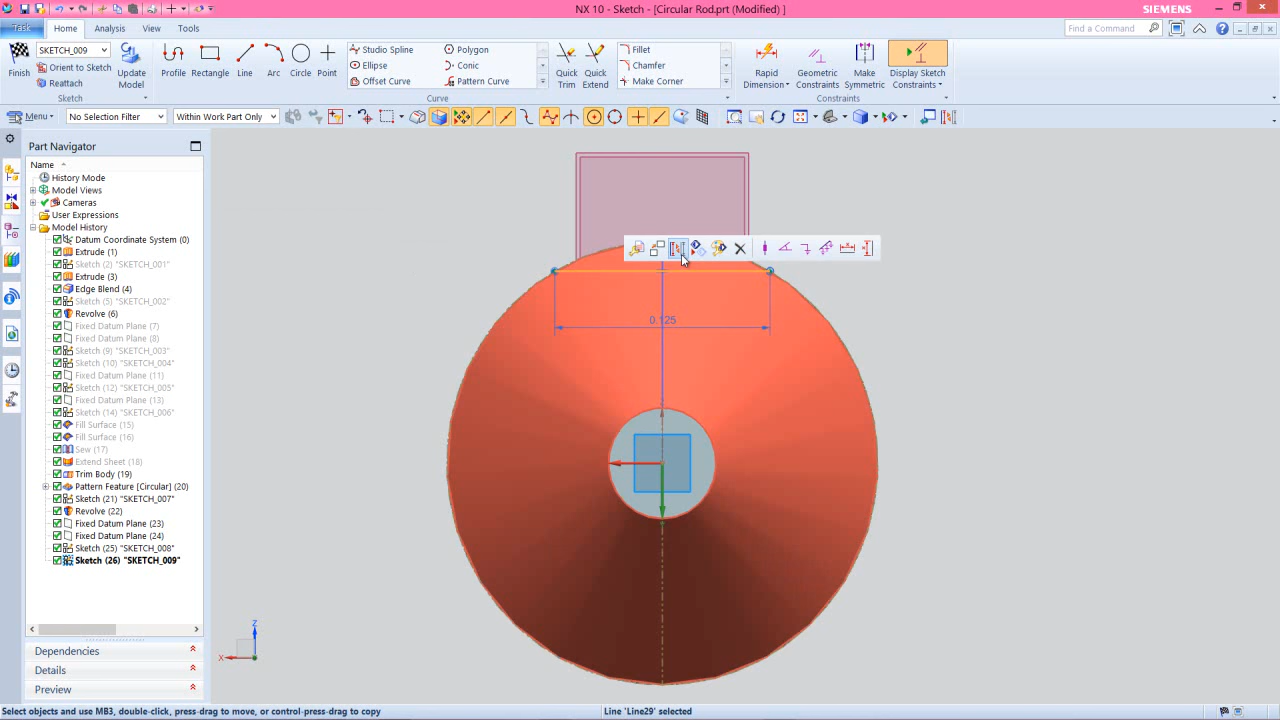 NX 10 - Sketch - [Circular Rod.prt (Modified) ]
SIEMENS
Task
Home
Analysis
View
Tools
Find a Command
SKETCH_009
Finish
Orient to Sketch
Reattach
Update
Model
Sketch
Profile
Rectangle
Line
Arc
Circle
Point
Studio Spline
Ellipse
Offset Curve
Polygon
Conic
Pattern Curve
Quick
Trim
Quick
Extend
Fillet
Chamfer
Make Corner
Curve
Rapid
Dimension
Geometric
Constraints
Make
Symmetric
Display Sketch
Constraints
Constraints
Menu
No Selection Filter
Within Work Part Only
Part Navigator
Name
History Mode
Model Views
Cameras
User Expressions
Model History
Datum Coordinate System (0)
Extrude (1)
Sketch (2) "SKETCH_001"
Extrude (3)
Edge Blend (4)
Sketch (5) "SKETCH_002"
Revolve (6)
Fixed Datum Plane (7)
Fixed Datum Plane (8)
Sketch (9) "SKETCH_003"
Sketch (10) "SKETCH_004"
Fixed Datum Plane (11)
Sketch (12) "SKETCH_005"
Fixed Datum Plane (13)
Sketch (14) "SKETCH_006"
Fill Surface (15)
Fill Surface (16)
Sew (17)
Extend Sheet (18)
Trim Body (19)
Pattern Feature [Circular] (20)
Sketch (21) "SKETCH_007"
Revolve (22)
Fixed Datum Plane (23)
Fixed Datum Plane (24)
Sketch (25) "SKETCH_008"
Sketch (26) "SKETCH_009"
0.125
Z
X
Dependencies
Details
Preview
Select objects and use MB3, double-click, press-drag to move, or control-press-drag to copy
Line 'Line29' selected